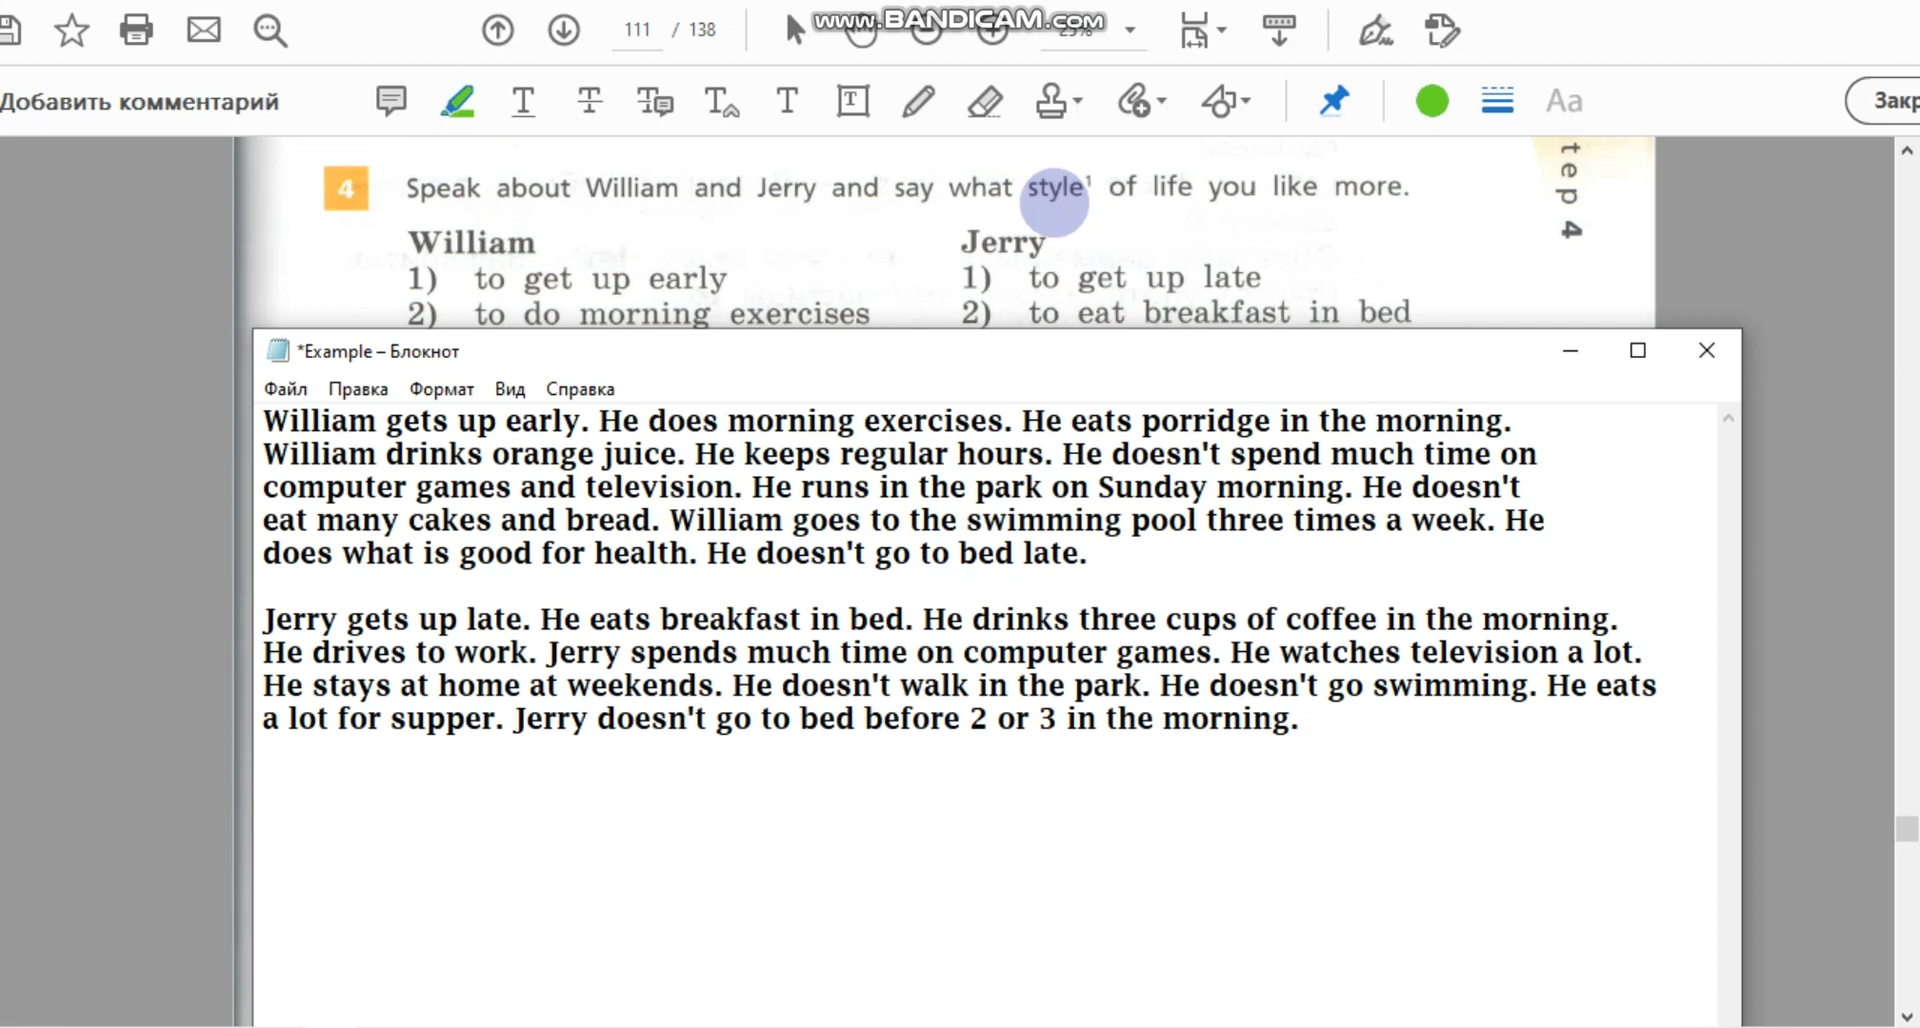 www.BANDICAM.com
111 / 138
25%
Добавить комментарий
T T T T T T
Aa
Закр
4 Speak about William and Jerry and say what style¹ of life you like more.
tep 4
William Jerry
1) to get up early 1) to get up late
2) to do morning exercises 2) to eat breakfast in bed
*Example – Блокнот
Файл Правка Формат Вид Справка
William gets up early. He does morning exercises. He eats porridge in the morning.
William drinks orange juice. He keeps regular hours. He doesn't spend much time on
computer games and television. He runs in the park on Sunday morning. He doesn't
eat many cakes and bread. William goes to the swimming pool three times a week. He
does what is good for health. He doesn't go to bed late.
Jerry gets up late. He eats breakfast in bed. He drinks three cups of coffee in the morning.
He drives to work. Jerry spends much time on computer games. He watches television a lot.
He stays at home at weekends. He doesn't walk in the park. He doesn't go swimming. He eats
a lot for supper. Jerry doesn't go to bed before 2 or 3 in the morning.